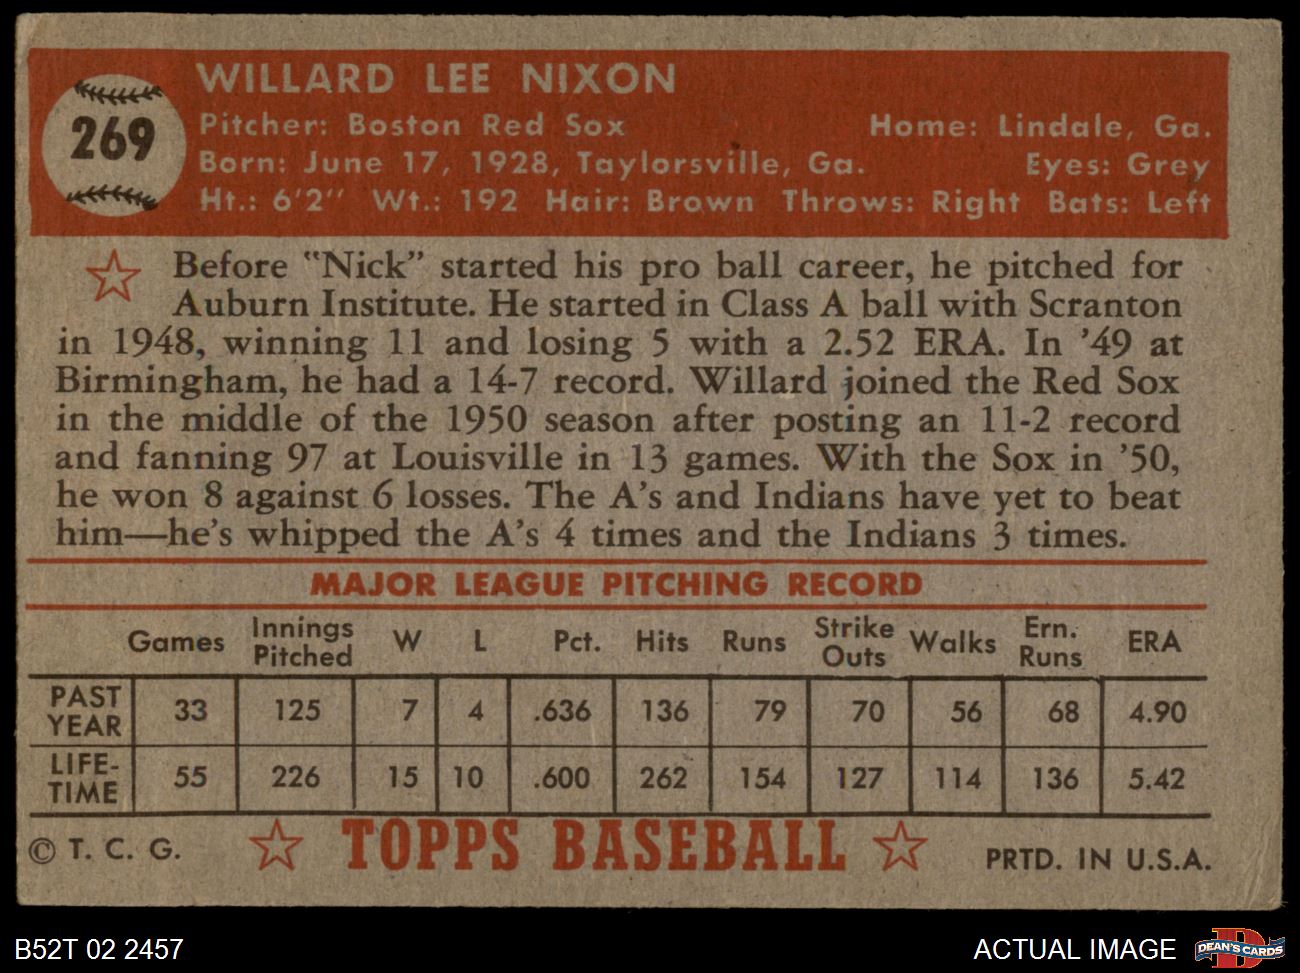 269
WILLARD LEE NIXON
Pitcher: Boston Red Sox Home: Lindale, Ga.
Born: June 17, 1928, Taylorsville, Ga. Eyes: Grey
Ht.: 6'2" Wt.: 192 Hair: Brown Throws: Right Bats: Left
Before "Nick" started his pro ball career, he pitched for
Auburn Institute. He started in Class A ball with Scranton
in 1948, winning 11 and losing 5 with a 2.52 ERA. In '49 at
Birmingham, he had a 14-7 record. Willard joined the Red Sox
in the middle of the 1950 season after posting an 11-2 record
and fanning 97 at Louisville in 13 games. With the Sox in '50,
he won 8 against 6 losses. The A's and Indians have yet to beat
him—he's whipped the A's 4 times and the Indians 3 times.
MAJOR LEAGUE PITCHING RECORD
Games Innings Pitched W L Pct. Hits Runs Strike Outs Walks Ern. Runs ERA
PAST YEAR 33 125 7 4 .636 136 79 70 56 68 4.90
LIFE-TIME 55 226 15 10 .600 262 154 127 114 136 5.42
© T. C. G. TOPPS BASEBALL PRTD. IN U.S.A.
B52T 02 2457 ACTUAL IMAGE DEAN'S CARDS